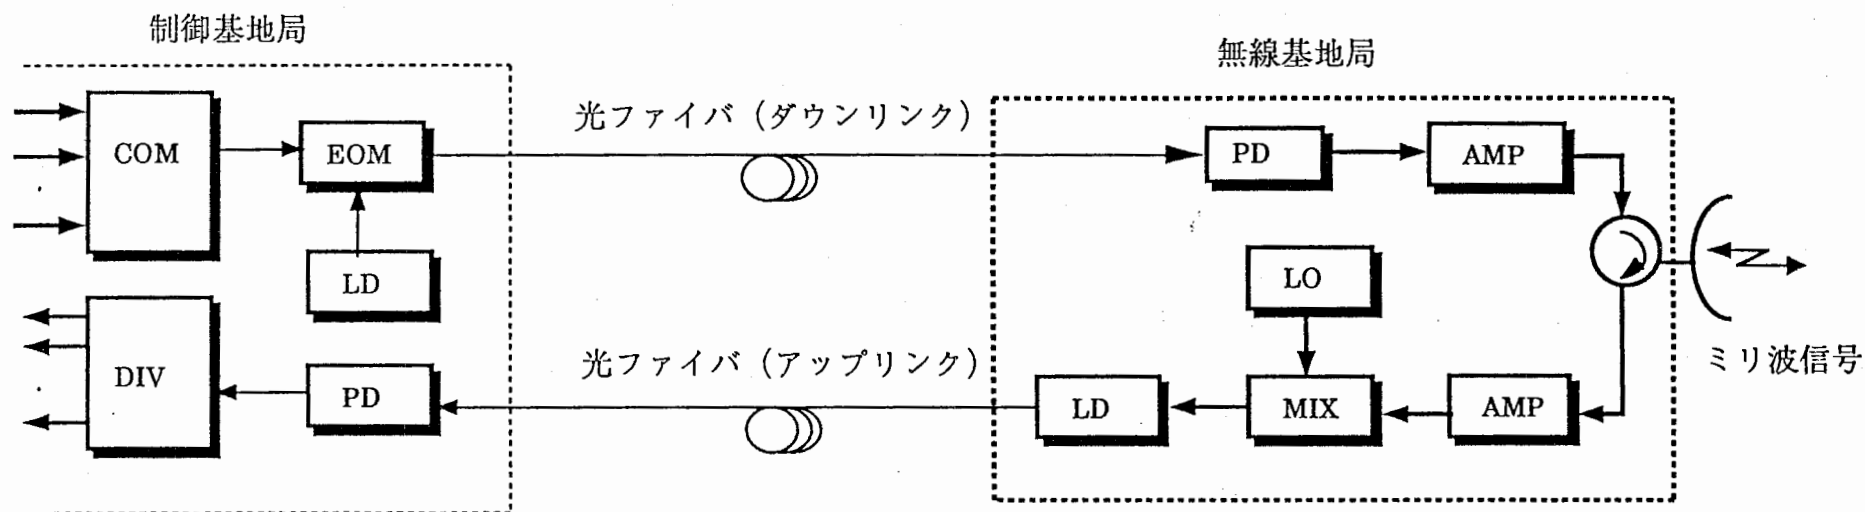 制御基地局
無線基地局
光ファイバ（ダウンリンク）
COM
EOM
PD
AMP
LD
LO
光ファイバ（アップリンク）
ミリ波信号
DIV
PD
LD
MIX
AMP